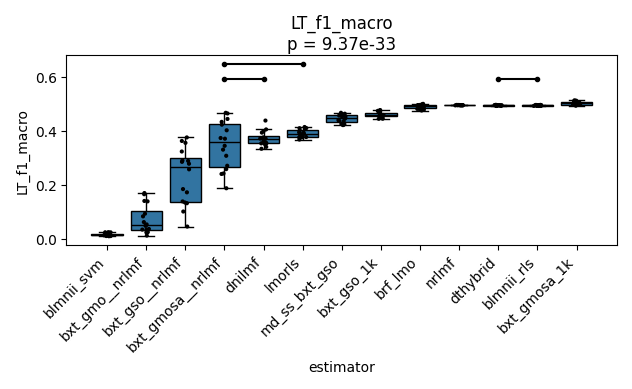 LT_f1_macro
p = 9.37e-33
LT_f1_macro
0.6
0.4
0.2
0.0
blmnii_svm
bxt_gmo__nrlmf
bxt_gso__nrlmf
bxt_gmosa__nrlmf
dnilmf
lmorls
md_ss_bxt_gso
bxt_gso_1k
brf_lmo
nrlmf
dthybrid
blmnii_rls
bxt_gmosa_1k
estimator